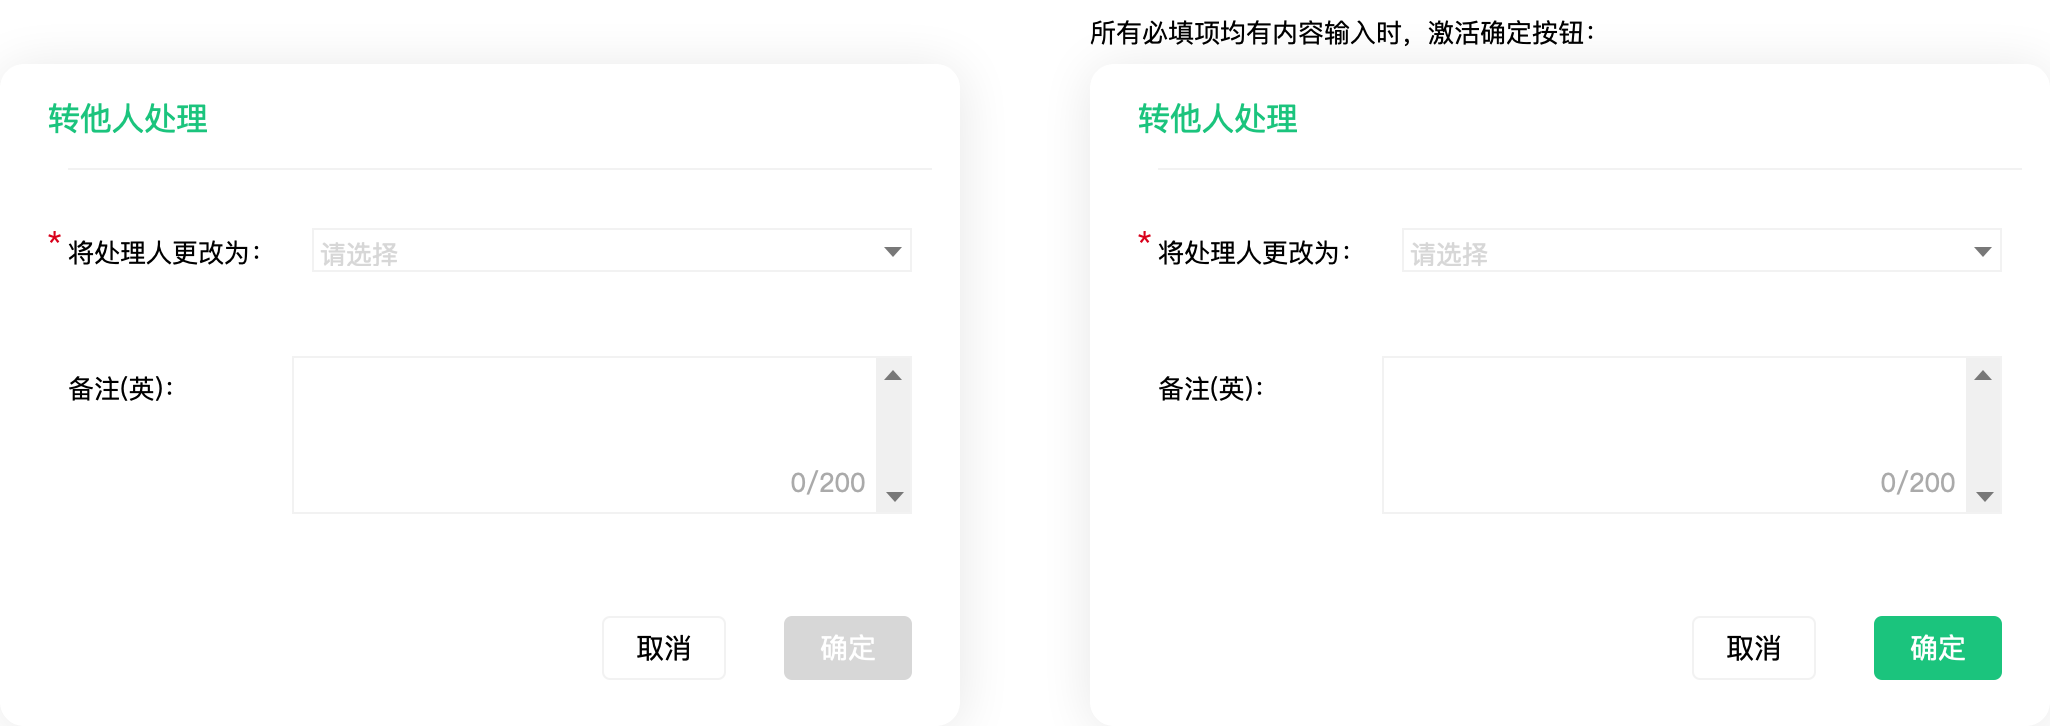 所有必填项均有内容输入时，激活确定按钮：
转他人处理
* 将处理人更改为：
请选择
备注(英)：
0/200
取消
确定
转他人处理
* 将处理人更改为：
请选择
备注(英)：
0/200
取消
确定